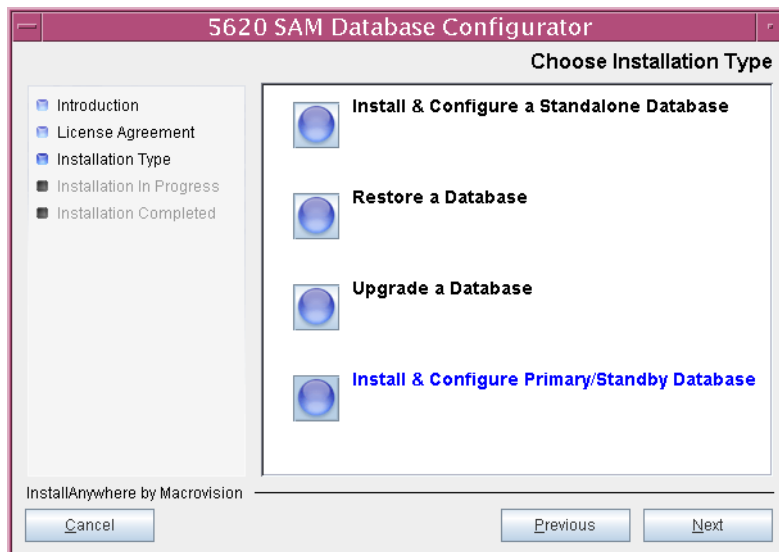 5620 SAM Database Configurator
Choose Installation Type
Introduction
License Agreement
Installation Type
Installation In Progress
Installation Completed
Install & Configure a Standalone Database
Restore a Database
Upgrade a Database
Install & Configure Primary/Standby Database
InstallAnywhere by Macrovision
Cancel
Previous
Next